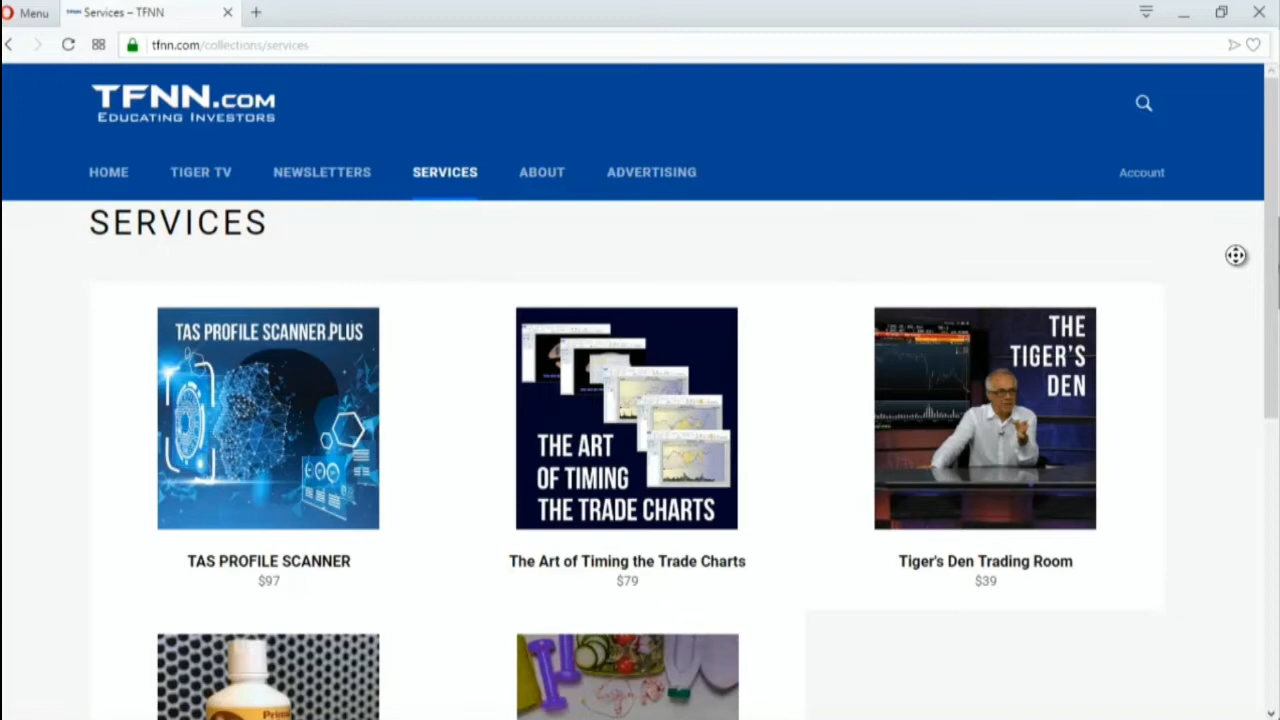 Menu
Services – TFNN
tfnn.com/collections/services
TFNN.COM
EDUCATING INVESTORS
HOME
TIGER TV
NEWSLETTERS
SERVICES
ABOUT
ADVERTISING
Account
SERVICES
TAS PROFILE SCANNER PLUS
THE ART
OF TIMING
THE TRADE CHARTS
THE
TIGER'S
DEN
TAS PROFILE SCANNER
$97
The Art of Timing the Trade Charts
$79
Tiger's Den Trading Room
$39
Prime